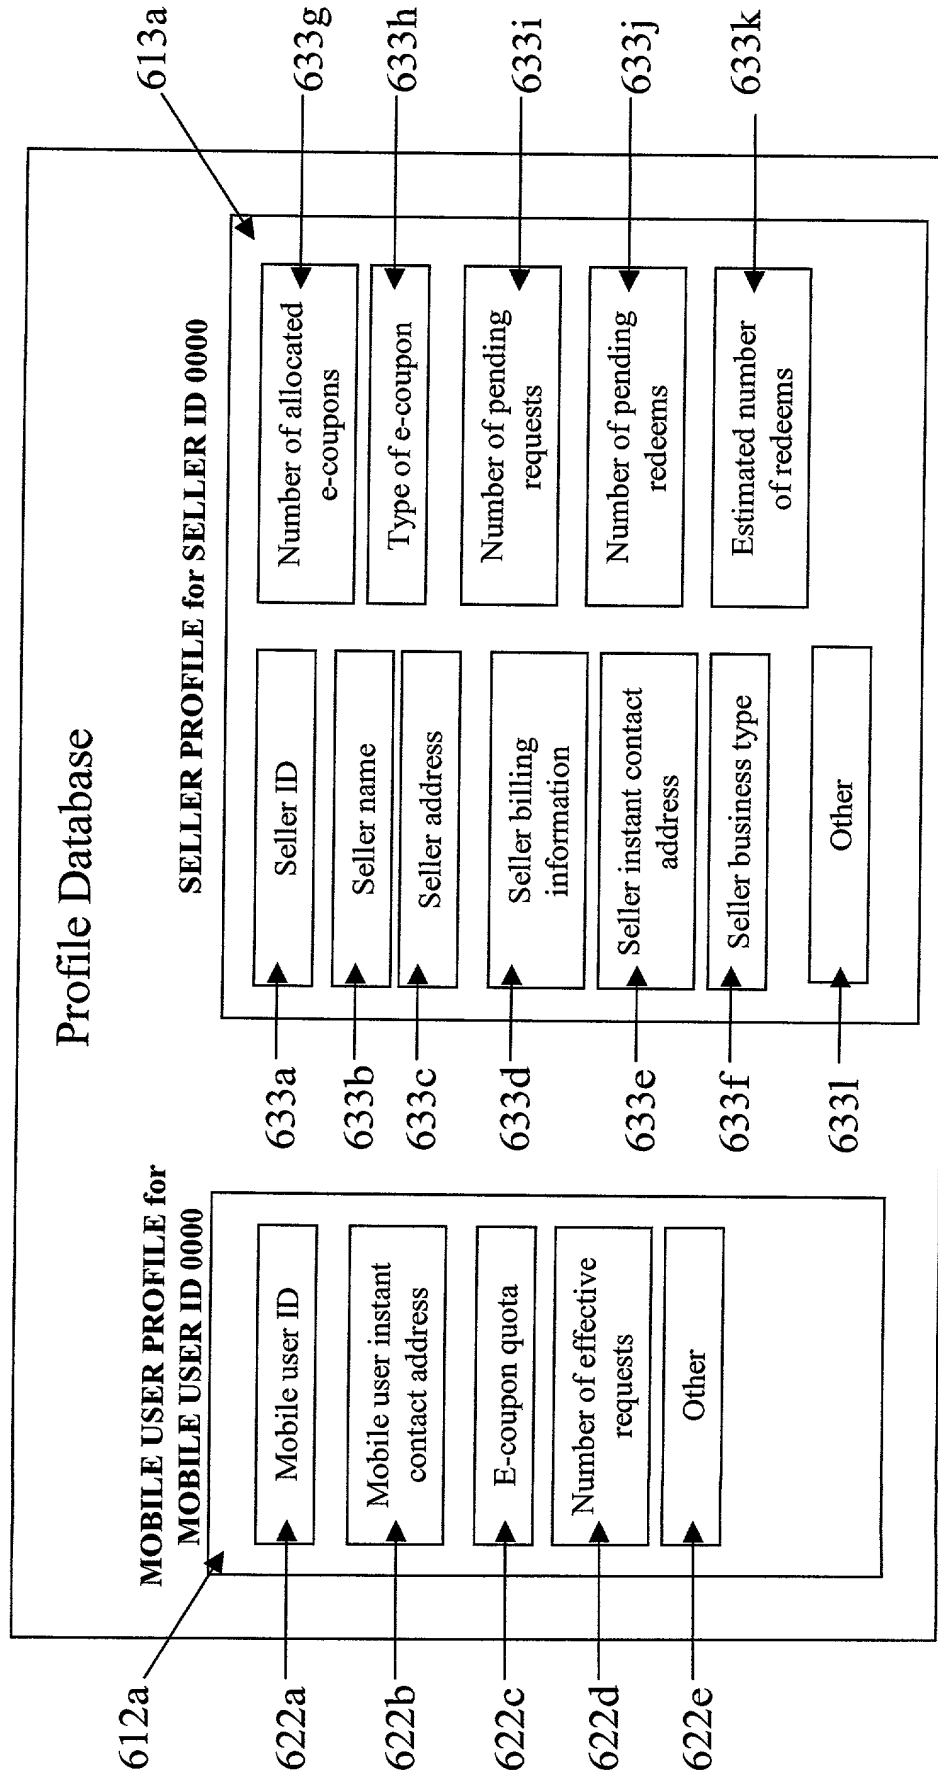 Profile Database
MOBILE USER PROFILE for
MOBILE USER ID 0000
612a
622a
Mobile user ID
622b
Mobile user instant
contact address
622c
E-coupon quota
622d
Number of effective
requests
622e
Other
SELLER PROFILE for SELLER ID 0000
613a
633a
Seller ID
633b
Seller name
633c
Seller address
633d
Seller billing
information
633e
Seller instant contact
address
633f
Seller business type
633l
Other
Number of allocated
e-coupons
633g
Type of e-coupon
633h
Number of pending
requests
633i
Number of pending
redeems
633j
Estimated number
of redeems
633k